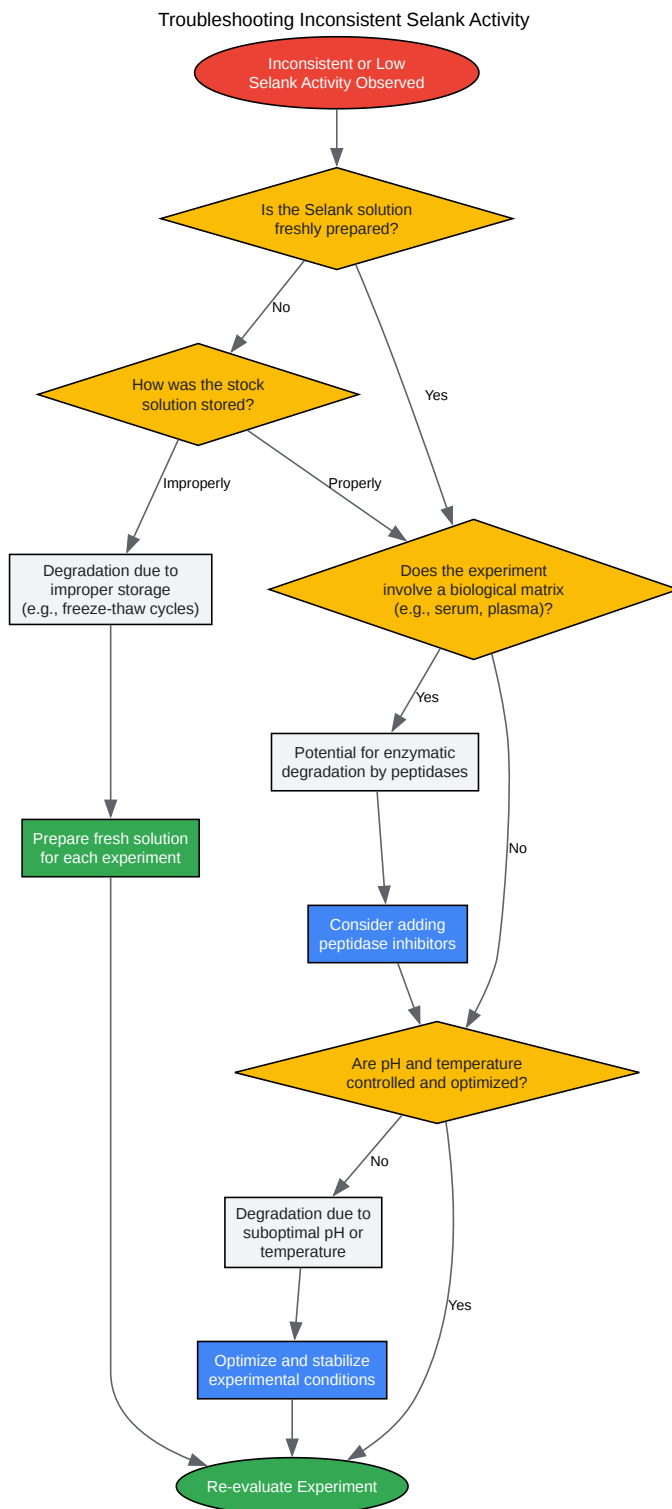 Troubleshooting Inconsistent Selank Activity
Inconsistent or Low
Selank Activity Observed
Is the Selank solution
freshly prepared?
No
Yes
How was the stock
solution stored?
Improperly
Properly
Degradation due to
improper storage
(e.g., freeze-thaw cycles)
Does the experiment
involve a biological matrix
(e.g., serum, plasma)?
Yes
No
Potential for enzymatic
degradation by peptidases
Prepare fresh solution
for each experiment
Consider adding
peptidase inhibitors
Are pH and temperature
controlled and optimized?
No
Yes
Degradation due to
suboptimal pH or
temperature
Optimize and stabilize
experimental conditions
Re-evaluate Experiment